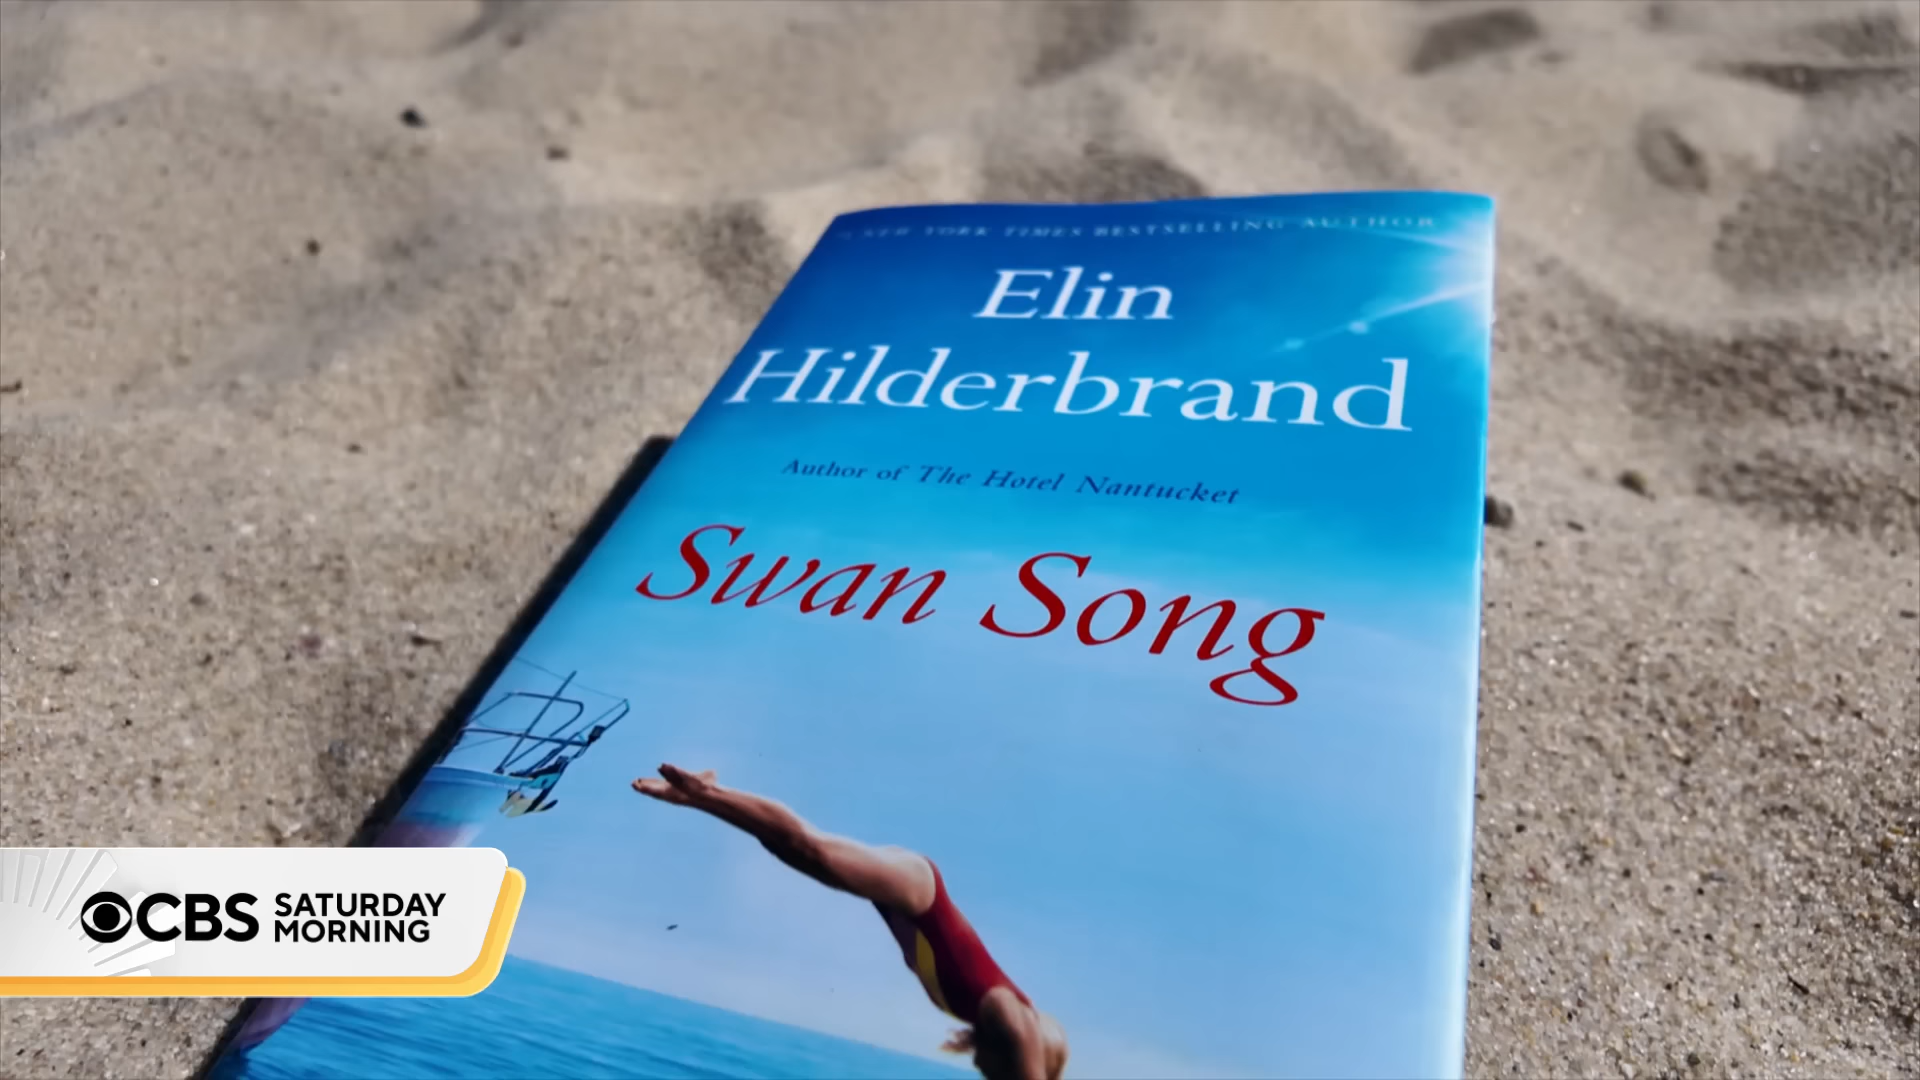 NEW YORK TIMES BESTSELLING AUTHOR
Elin
Hilderbrand
Author of The Hotel Nantucket
Swan Song
CBS SATURDAY
MORNING